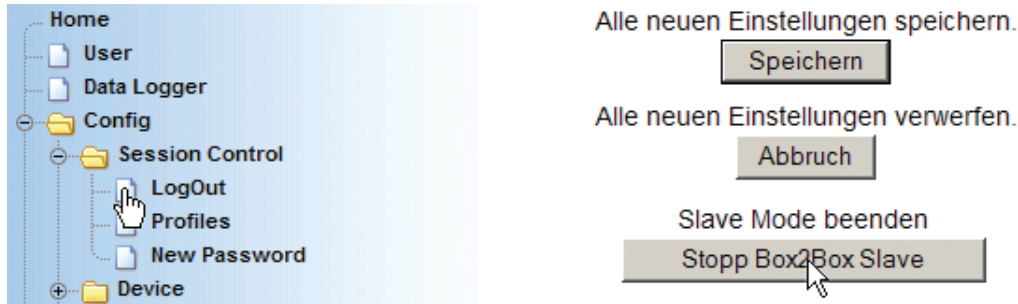 Home
User
Data Logger
Config
Session Control
LogOut
Profiles
New Password
Device
Alle neuen Einstellungen speichern.
Speichern
Alle neuen Einstellungen verwerfen.
Abbruch
Slave Mode beenden
Stopp Box2Box Slave